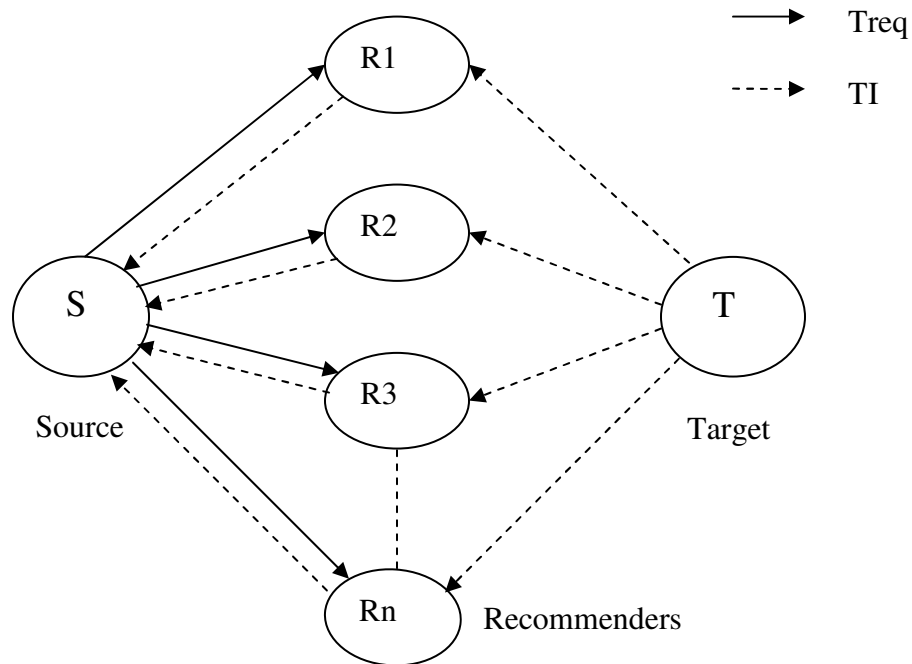 Treq
TI
R1
R2
S
T
R3
Source
Target
Rn
Recommenders